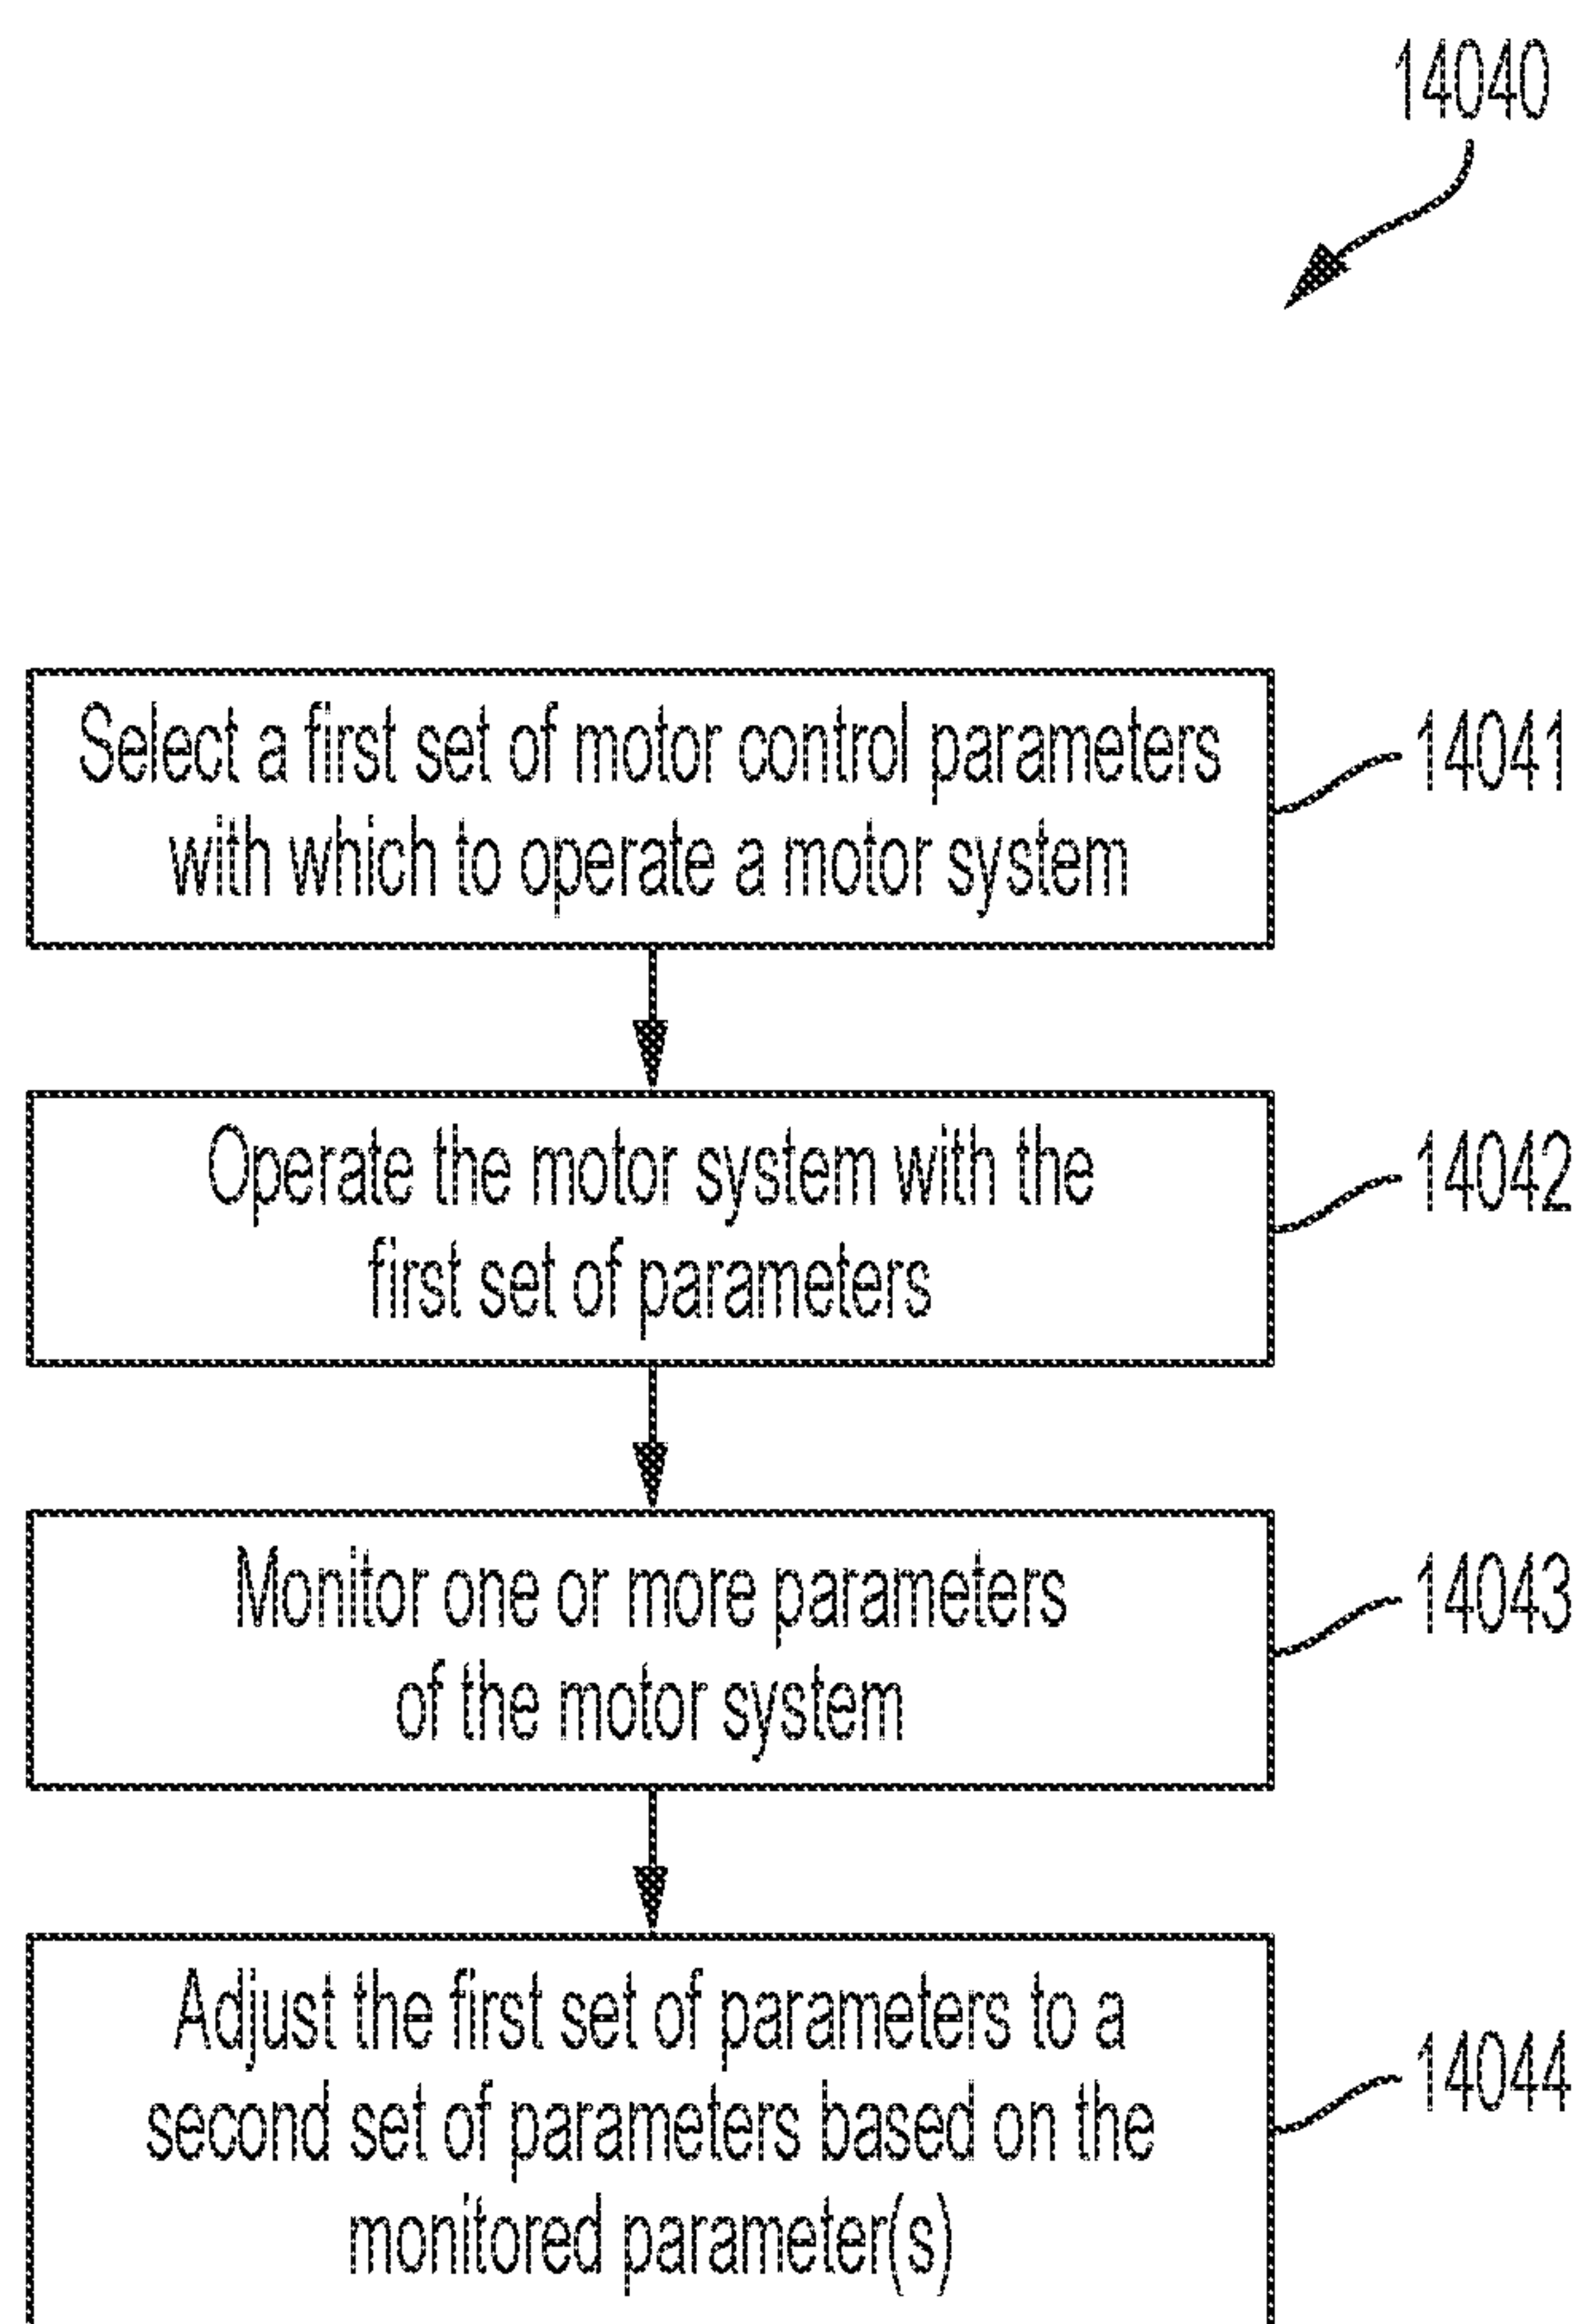 14040
Select a first set of motor control parameters
with which to operate a motor system
14041
Operate the motor system with the
first set of parameters
14042
Monitor one or more parameters
of the motor system
14043
Adjust the first set of parameters to a
second set of parameters based on the
monitored parameter(s)
14044